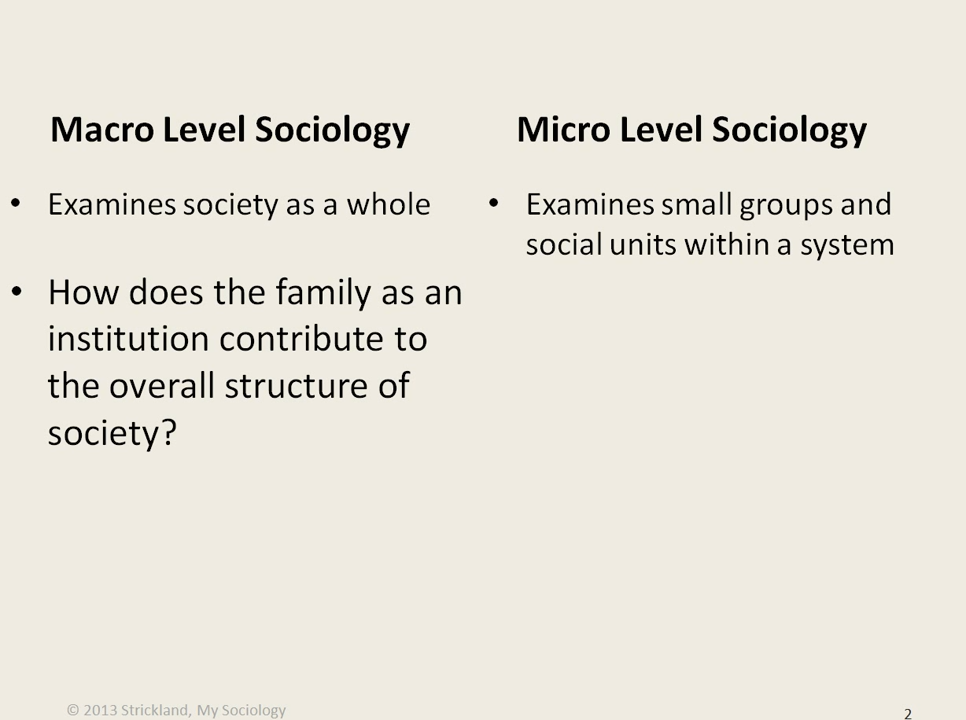 Macro Level Sociology
• Examines society as a whole
• How does the family as an
institution contribute to
the overall structure of
society?
Micro Level Sociology
• Examines small groups and
social units within a system
© 2013 Strickland, My Sociology
2